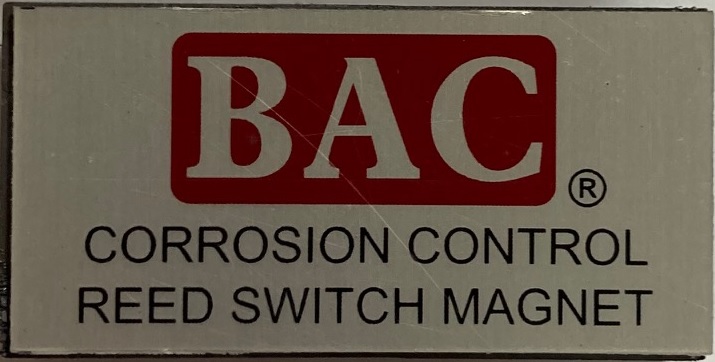 BAC®
CORROSION CONTROL
REED SWITCH MAGNET